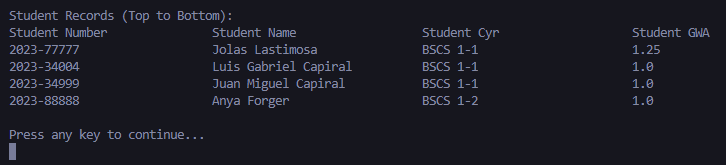 Student Records (Top to Bottom):
Student Number Student Name Student Cyr Student GWA
2023-77777 Jolas Lastimosa BSCS 1-1 1.25
2023-34004 Luis Gabriel Capiral BSCS 1-1 1.0
2023-34999 Juan Miguel Capiral BSCS 1-1 1.0
2023-88888 Anya Forger BSCS 1-2 1.0
Press any key to continue...